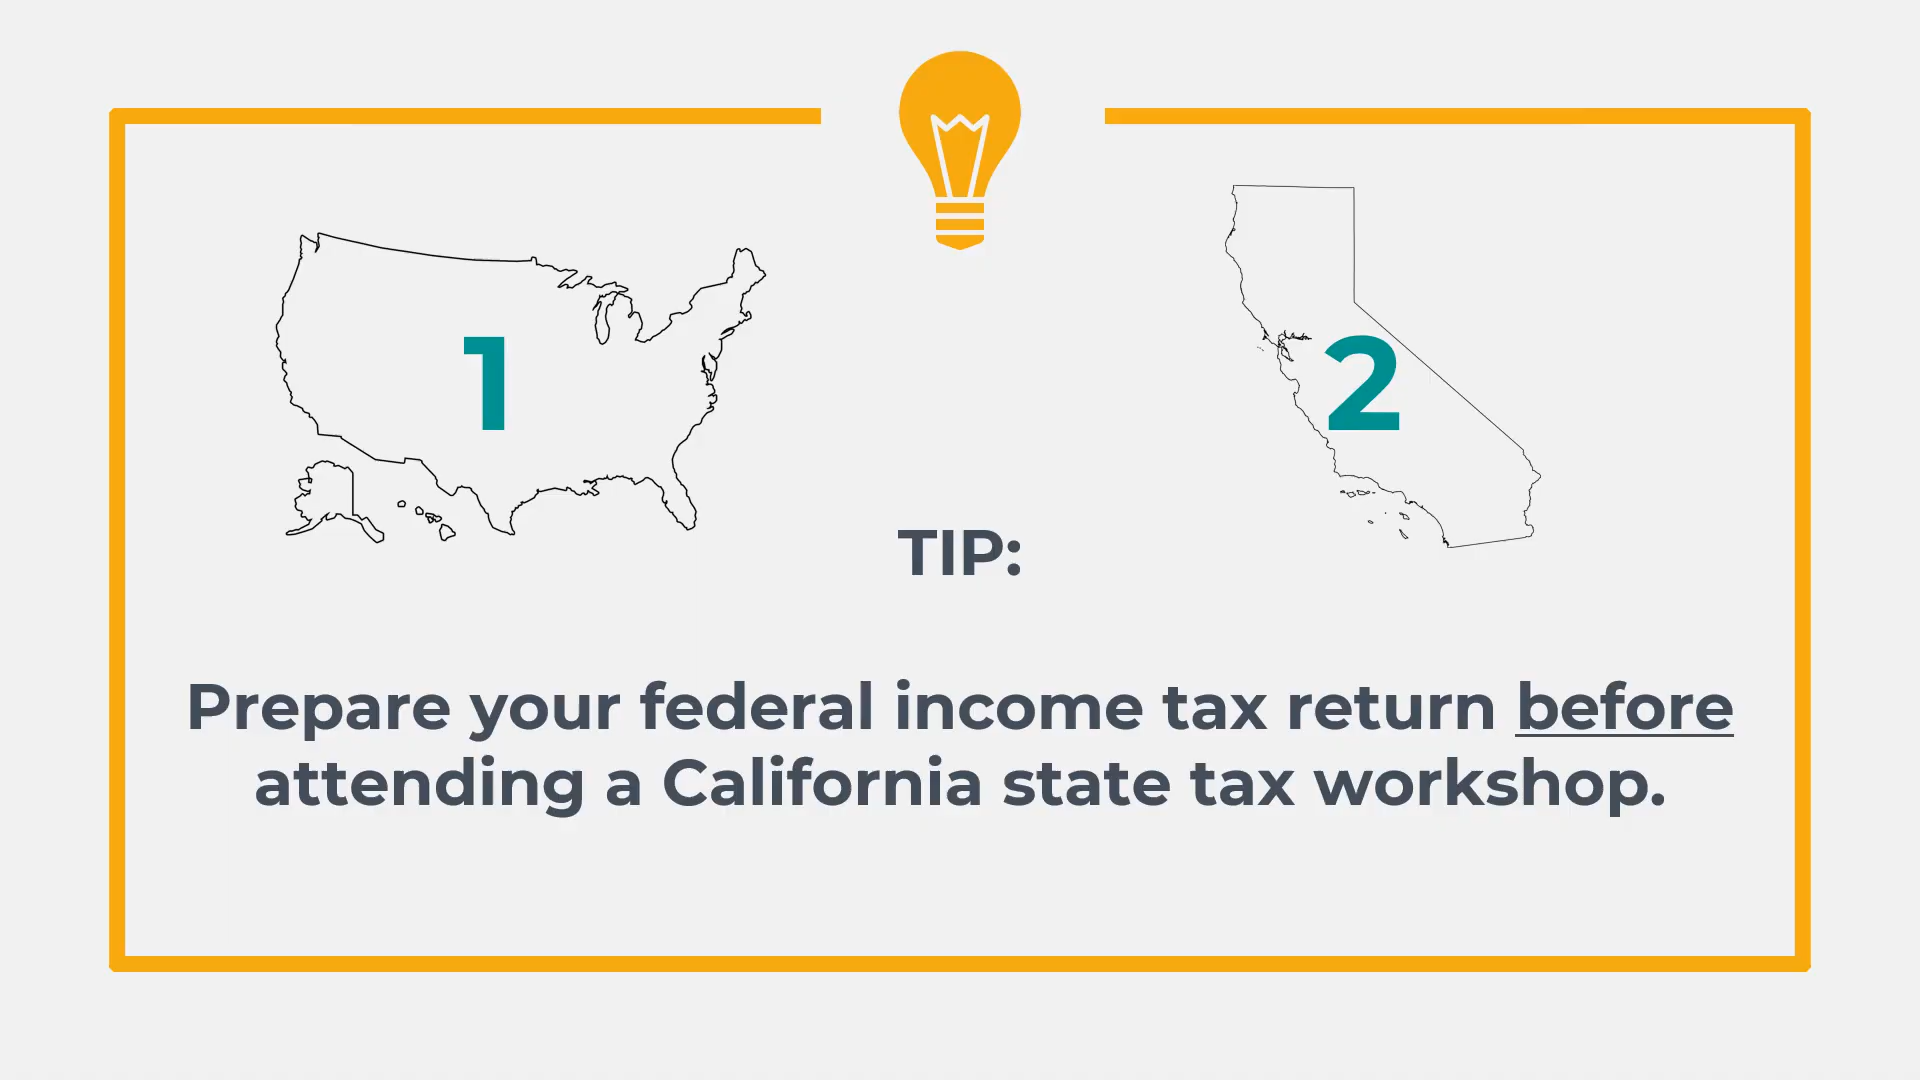 1
2
TIP:
Prepare your federal income tax return before
attending a California state tax workshop.